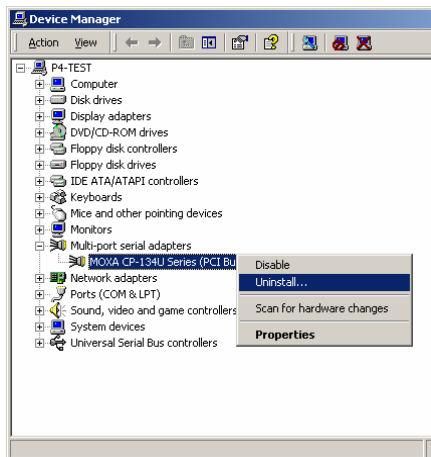 Device Manager
Action View
P4-TEST
Computer
Disk drives
Display adapters
DVD/CD-ROM drives
Floppy disk controllers
Floppy disk drives
IDE ATA/ATAPI controllers
Keyboards
Mice and other pointing devices
Monitors
Multi-port serial adapters
MOXA CP-134U Series (PCI Bu
Network adapters
Ports (COM & LPT)
Sound, video and game controllers
System devices
Universal Serial Bus controllers
Disable
Uninstall...
Scan for hardware changes
Properties